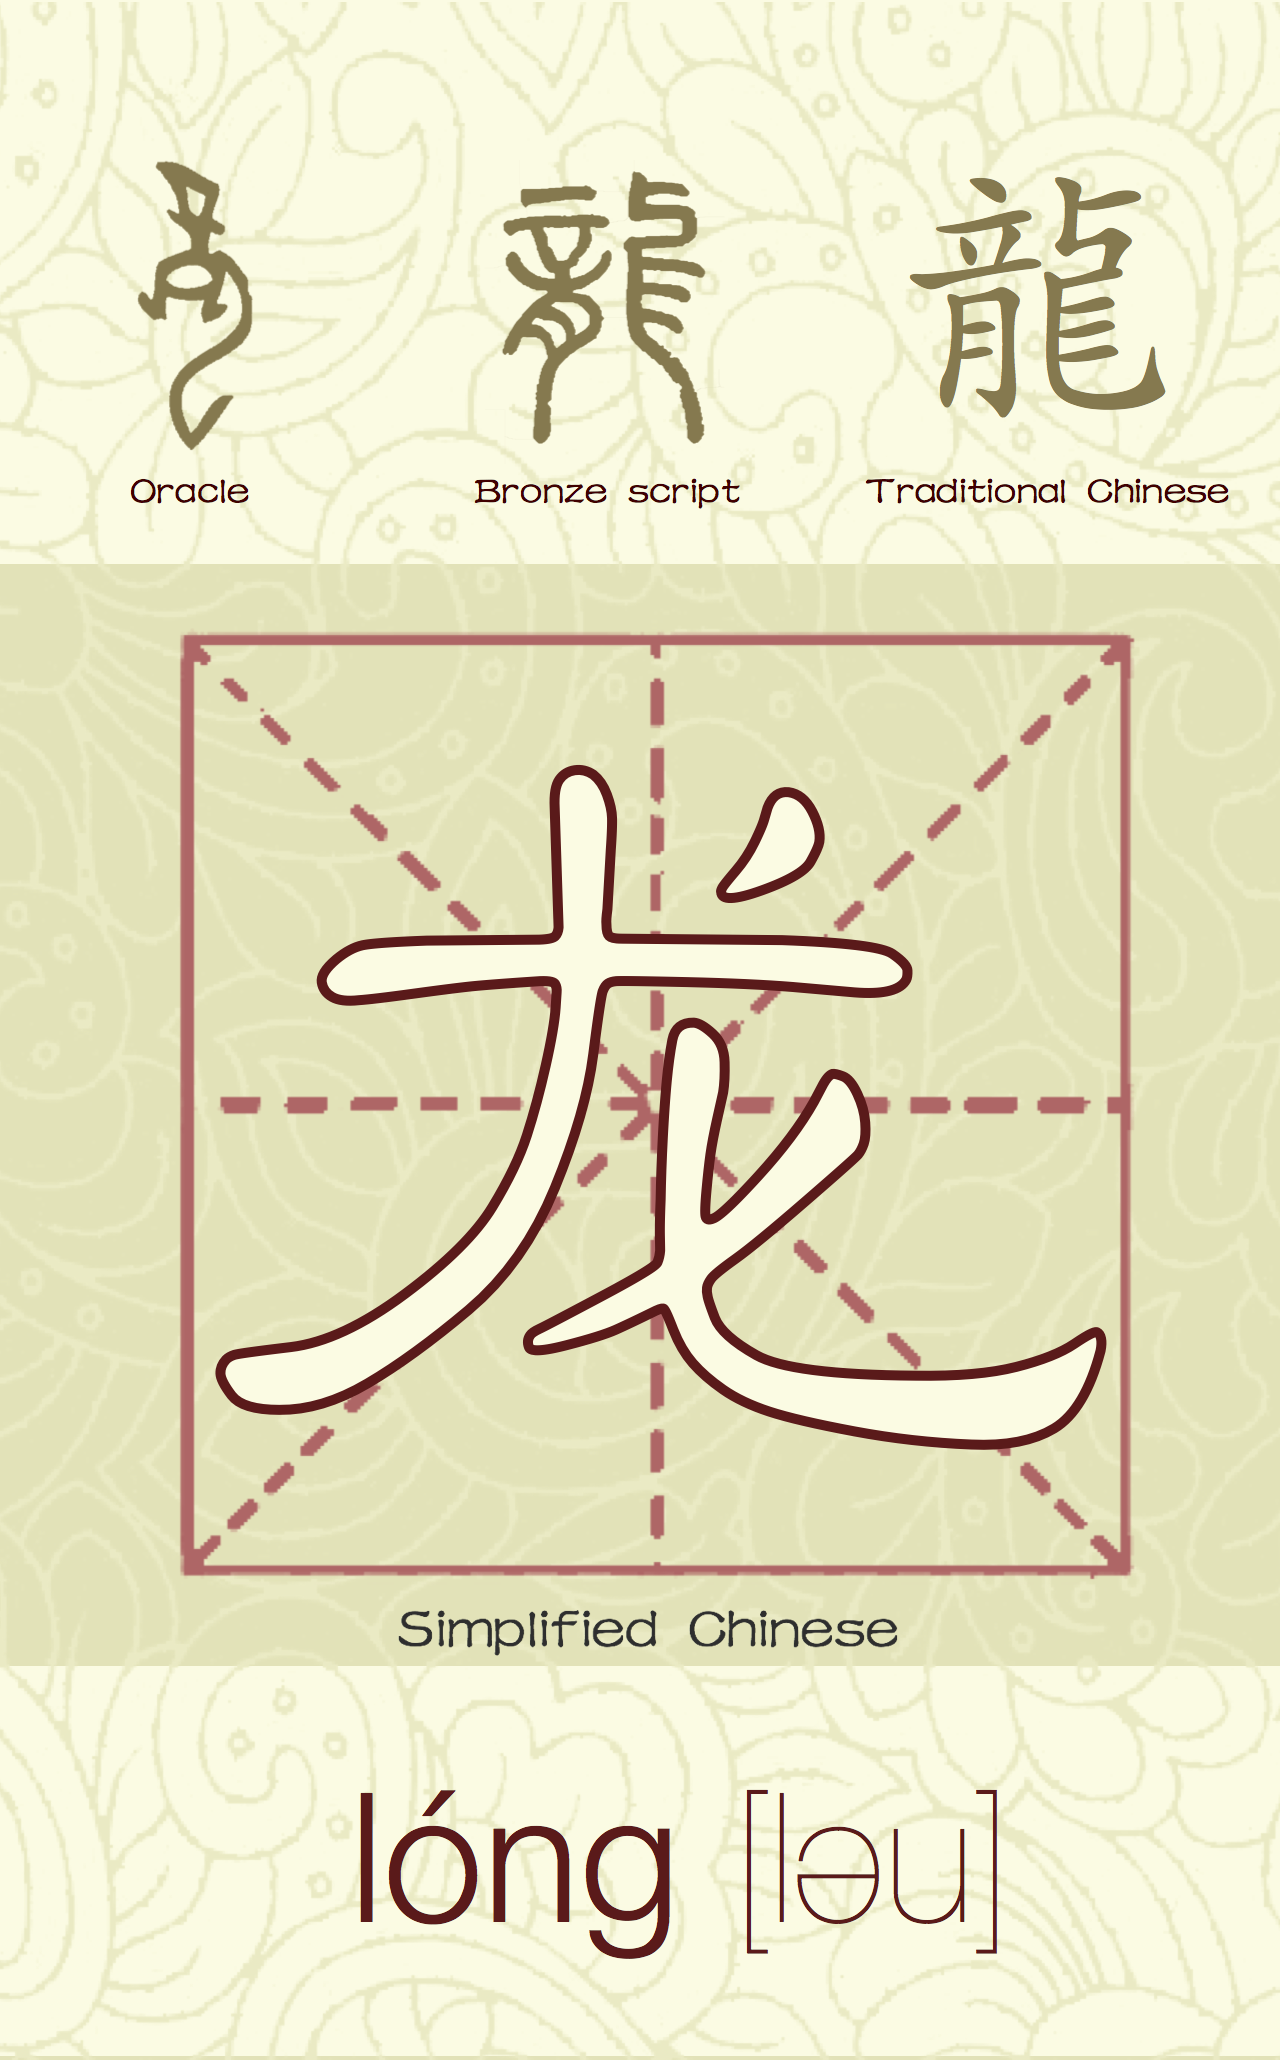 龍
Oracle Bronze script Traditional Chinese
龙
Simplified Chinese
lóng [ləu]